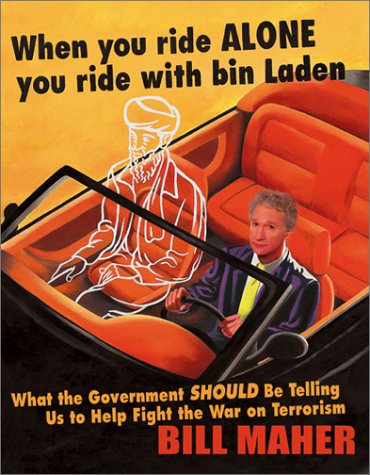 When you ride ALONE
you ride with bin Laden
What the Government SHOULD Be Telling
Us to Help Fight the War on Terrorism
BILL MAHER